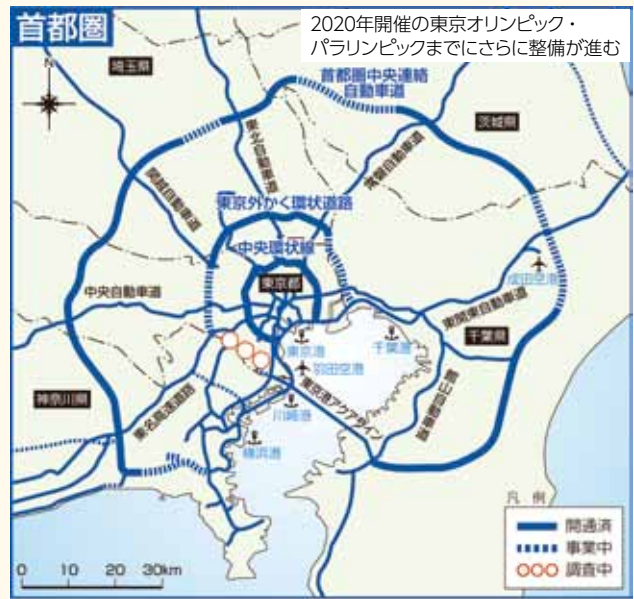 首都圏
2020年開催の東京オリンピック・
パラリンピックまでにさらに整備が進む
埼玉県
首都圏中央連絡
自動車道
N
茨城県
東北自動車道
常磐自動車道
関越自動車道
東京外かく環状道路
中央環状線
東京都
成田空港
中央自動車道
東関東自動車道
千葉県
東京港
千葉港
羽田空港
神奈川県
東名高速道路
東京湾アクアライン
館山自動車道
川崎港
横浜港
凡例
開通済
事業中
調査中
0 10 20 30km